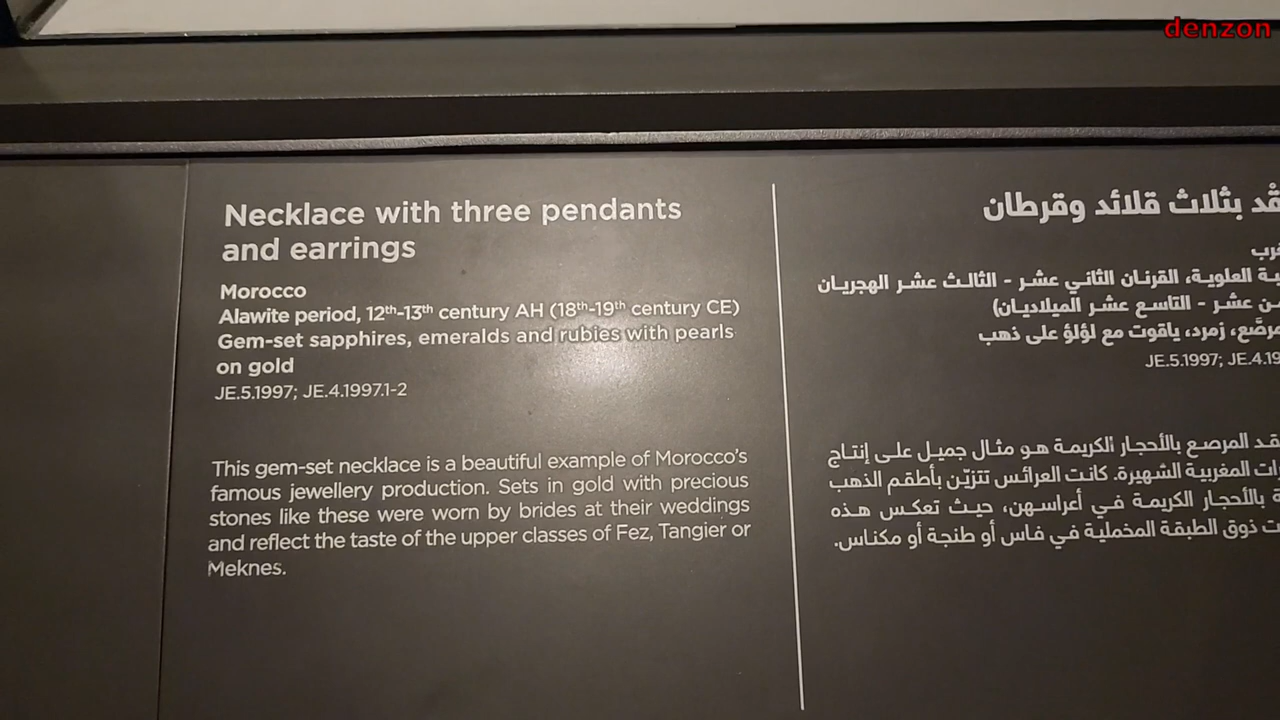 denzon
Necklace with three pendants
and earrings
Morocco
Alawite period, 12th-13th century AH (18th-19th century CE)
Gem-set sapphires, emeralds and rubies with pearls
on gold
JE.5.1997; JE.4.1997.1-2
This gem-set necklace is a beautiful example of Morocco's
famous jewellery production. Sets in gold with precious
stones like these were worn by brides at their weddings
and reflect the taste of the upper classes of Fez, Tangier or
Meknes.
بثلاث قلائد وقرطان
العلوية، القرنان الثاني عشر - الثالث عشر الهجريان
عشر - التاسع عشر الميلاديان)
زمرد، ياقوت مع لؤلؤ على ذهب
JE.5.1997;
المرصع بالأحجار الكريمة هو مثال جميل على إنتاج
المغربية الشهيرة. كانت العرائس تتزيّن بأطقم الذهب
بالأحجار الكريمة في أعراسهن، حيث تعكس هذه
ذوق الطبقة المخملية في فاس أو طنجة أو مكناس.